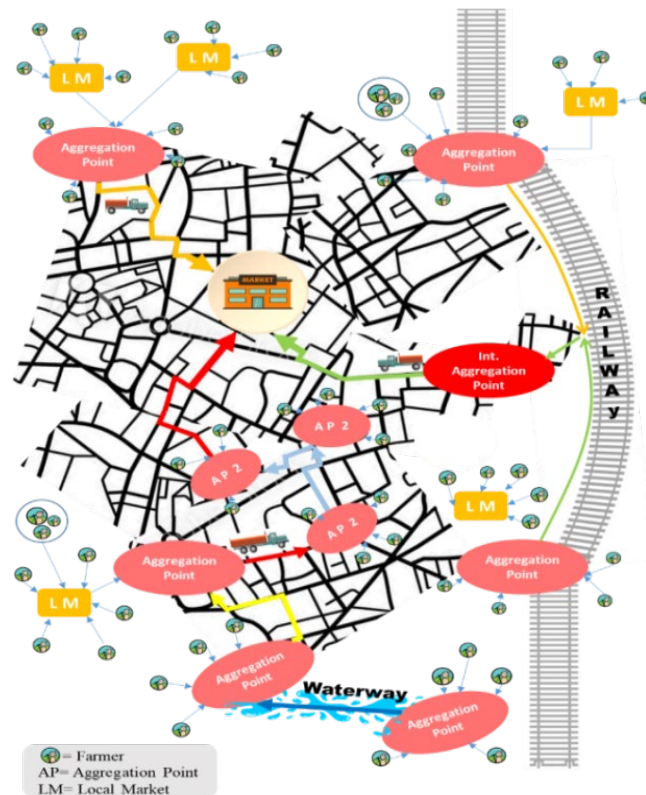 L M
L M
L M
Aggregation
Point
Aggregation
Point
MARKET
RAILWAy
Int.
Aggregation
Point
A P 2
A P 2
A P 2
L M
Aggregation
Point
Aggregation
Point
L M
Aggregation
Point
Waterway
Aggregation
Point
= Farmer
AP= Aggregation Point
LM= Local Market